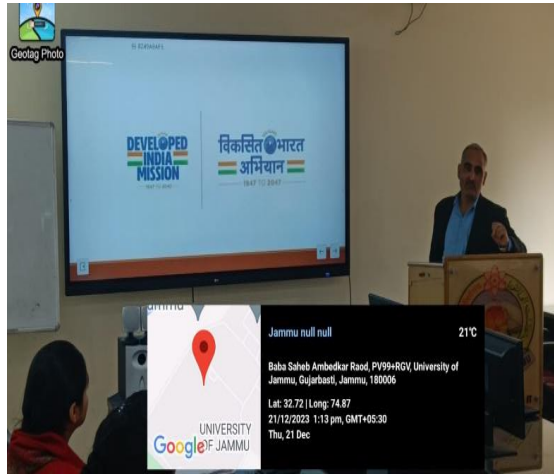 Geotag Photo
DEVELOPED
INDIA
MISSION
1947 TO 2047
विकसित भारत
अभियान
1947 TO 2047
Jammu null null
21°C
Baba Saheb Ambedkar Raod, PV99+RGV, University of
Jammu, Gujarbasti, Jammu, 180006
Lat: 32.72 | Long: 74.87
21/12/2023 1:13 pm, GMT+05:30
Thu, 21 Dec
UNIVERSITY
OF JAMMU
Google